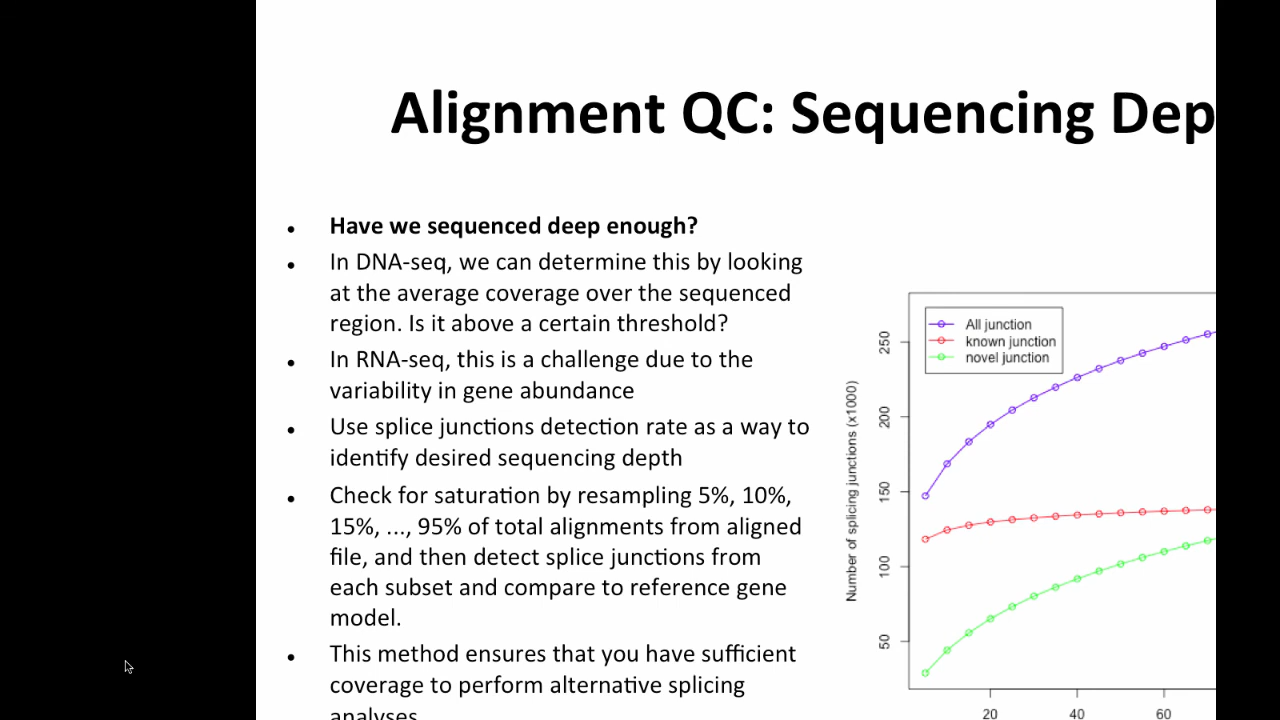 Alignment QC: Sequencing Dep
• Have we sequenced deep enough?
• In DNA-seq, we can determine this by looking
at the average coverage over the sequenced
region. Is it above a certain threshold?
• In RNA-seq, this is a challenge due to the
variability in gene abundance
• Use splice junctions detection rate as a way to
identify desired sequencing depth
• Check for saturation by resampling 5%, 10%,
15%, ..., 95% of total alignments from aligned
file, and then detect splice junctions from
each subset and compare to reference gene
model.
• This method ensures that you have sufficient
coverage to perform alternative splicing
analyses
All junction
known junction
novel junction
Number of splicing junctions (x1000)
250
200
150
100
50
20 40 60